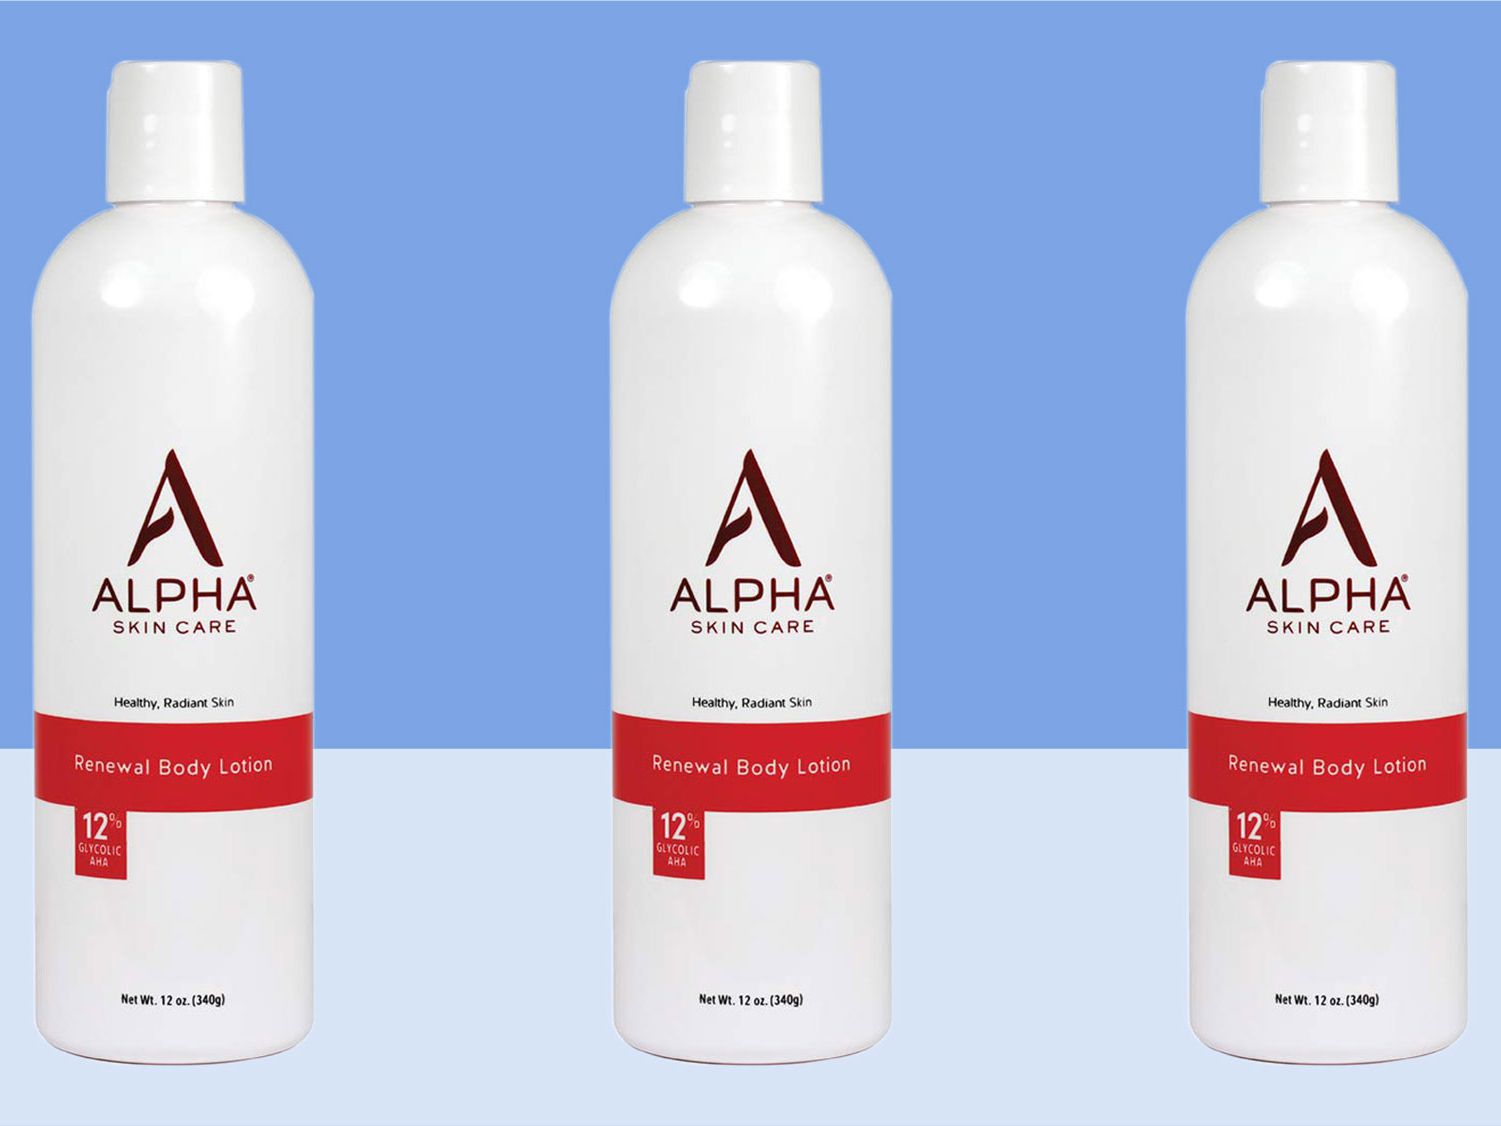 ALPHA®
SKIN CARE
Healthy, Radiant Skin
Renewal Body Lotion
12%
GLYCOLIC
AHA
Net Wt. 12 oz. (340g)
ALPHA®
SKIN CARE
Healthy, Radiant Skin
Renewal Body Lotion
12%
GLYCOLIC
AHA
Net Wt. 12 oz. (340g)
ALPHA®
SKIN CARE
Healthy, Radiant Skin
Renewal Body Lotion
12%
GLYCOLIC
AHA
Net Wt. 12 oz. (340g)